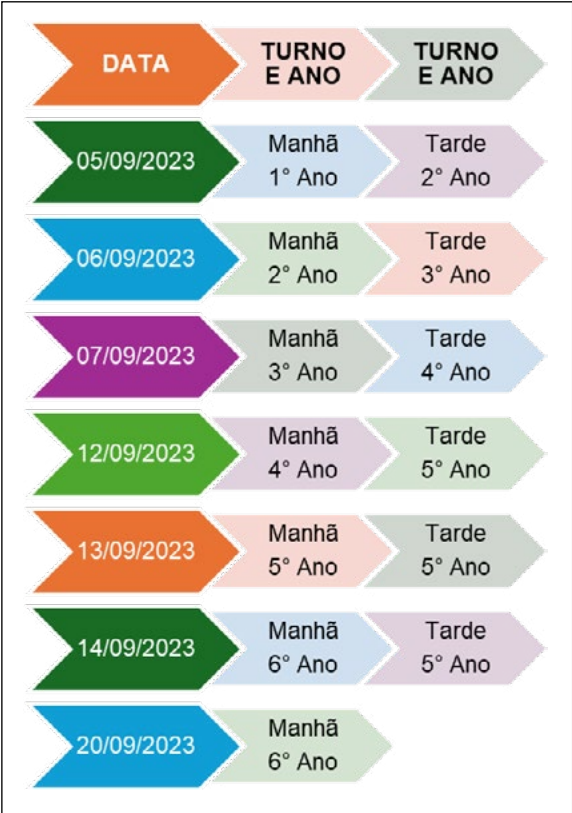 DATA
TURNO
E ANO
TURNO
E ANO
05/09/2023
Manhã
1° Ano
Tarde
2° Ano
06/09/2023
Manhã
2° Ano
Tarde
3° Ano
07/09/2023
Manhã
3° Ano
Tarde
4° Ano
12/09/2023
Manhã
4° Ano
Tarde
5° Ano
13/09/2023
Manhã
5° Ano
Tarde
5° Ano
14/09/2023
Manhã
6° Ano
Tarde
5° Ano
20/09/2023
Manhã
6° Ano